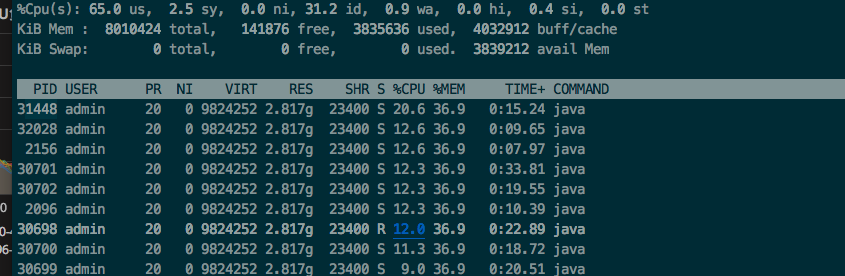 %Cpu(s): 65.0 us,  2.5 sy,  0.0 ni, 31.2 id,  0.9 wa,  0.0 hi,  0.4 si,  0.0 st
KiB Mem :  8010424 total,   141876 free,  3835636 used,  4032912 buff/cache
KiB Swap:        0 total,        0 free,        0 used.  3839212 avail Mem
PID USER      PR  NI    VIRT    RES    SHR S %CPU %MEM     TIME+ COMMAND
31448 admin     20   0 9824252 2.817g  23400 S 20.6 36.9   0:15.24 java
32028 admin     20   0 9824252 2.817g  23400 S 12.6 36.9   0:09.65 java
2156 admin     20   0 9824252 2.817g  23400 S 12.6 36.9   0:07.97 java
30701 admin     20   0 9824252 2.817g  23400 S 12.3 36.9   0:33.81 java
30702 admin     20   0 9824252 2.817g  23400 S 12.3 36.9   0:19.55 java
2096 admin     20   0 9824252 2.817g  23400 S 12.3 36.9   0:10.39 java
30698 admin     20   0 9824252 2.817g  23400 R 12.0 36.9   0:22.89 java
30700 admin     20   0 9824252 2.817g  23400 S 11.3 36.9   0:18.72 java
30699 admin     20   0 9824252 2.817g  23400 S  9.0 36.9   0:20.51 java